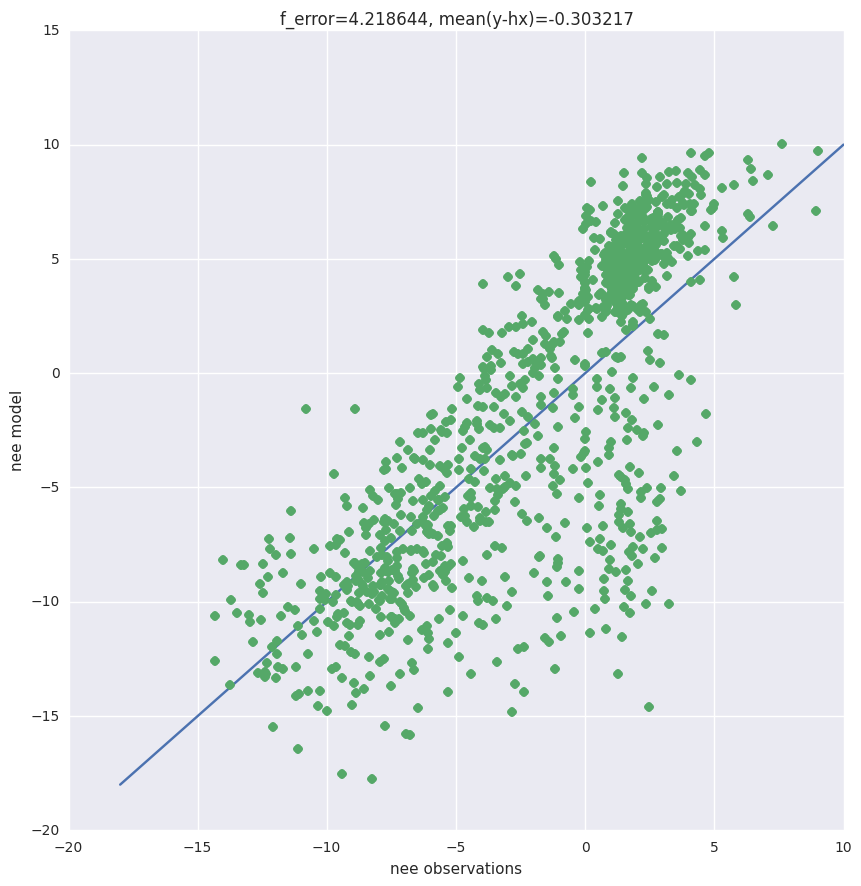 f_error=4.218644, mean(y-hx)=-0.303217
15
10
5
0
−5
−10
−15
−20
−20 −15 −10 −5 0 5 10
nee model
nee observations